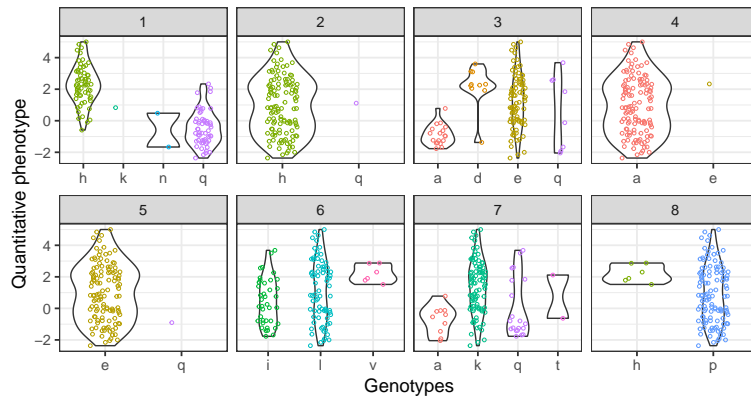 1 2 3 4
Quantitative phenotype
4
2
0
−2
h k n q h q a d e q a e
5 6 7 8
4
2
0
−2
e q i l v a k q t h p
Genotypes